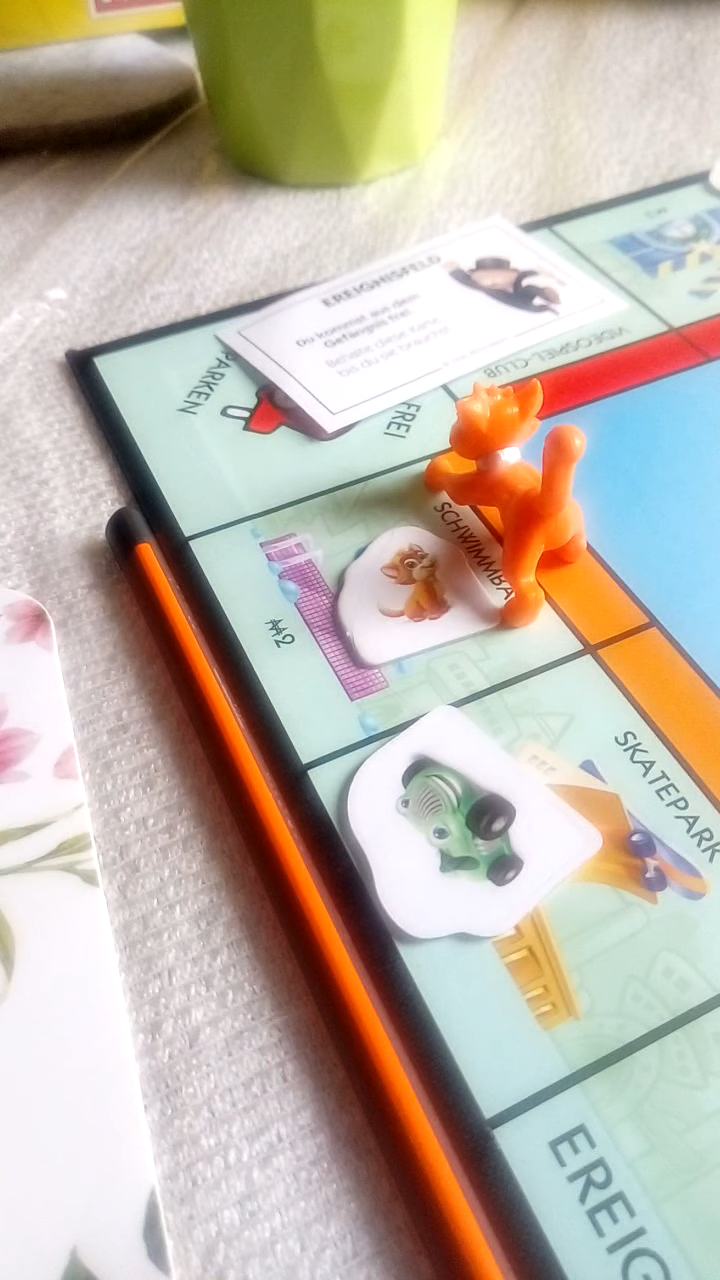 EREIGNISFELD
Du kommst aus dem
Gefängnis frei
Behalte diese Karte,
bis du sie brauchst
PARKEN
FREI
VIDEOSPIEL-CLUB
SCHWIMMBA
₩2
SKATEPARK
EREIG